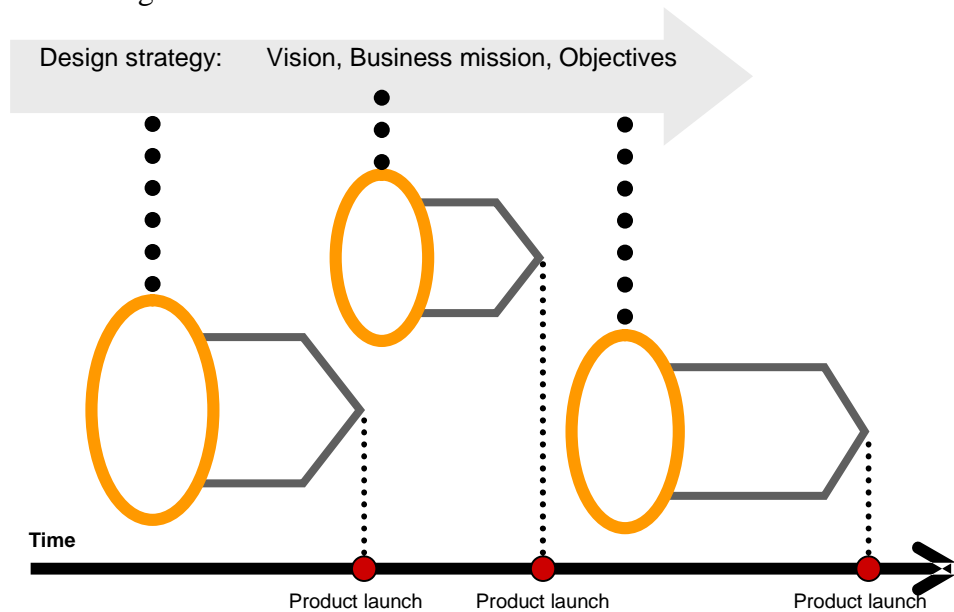 Design strategy: Vision, Business mission, Objectives
Time
Product launch Product launch Product launch